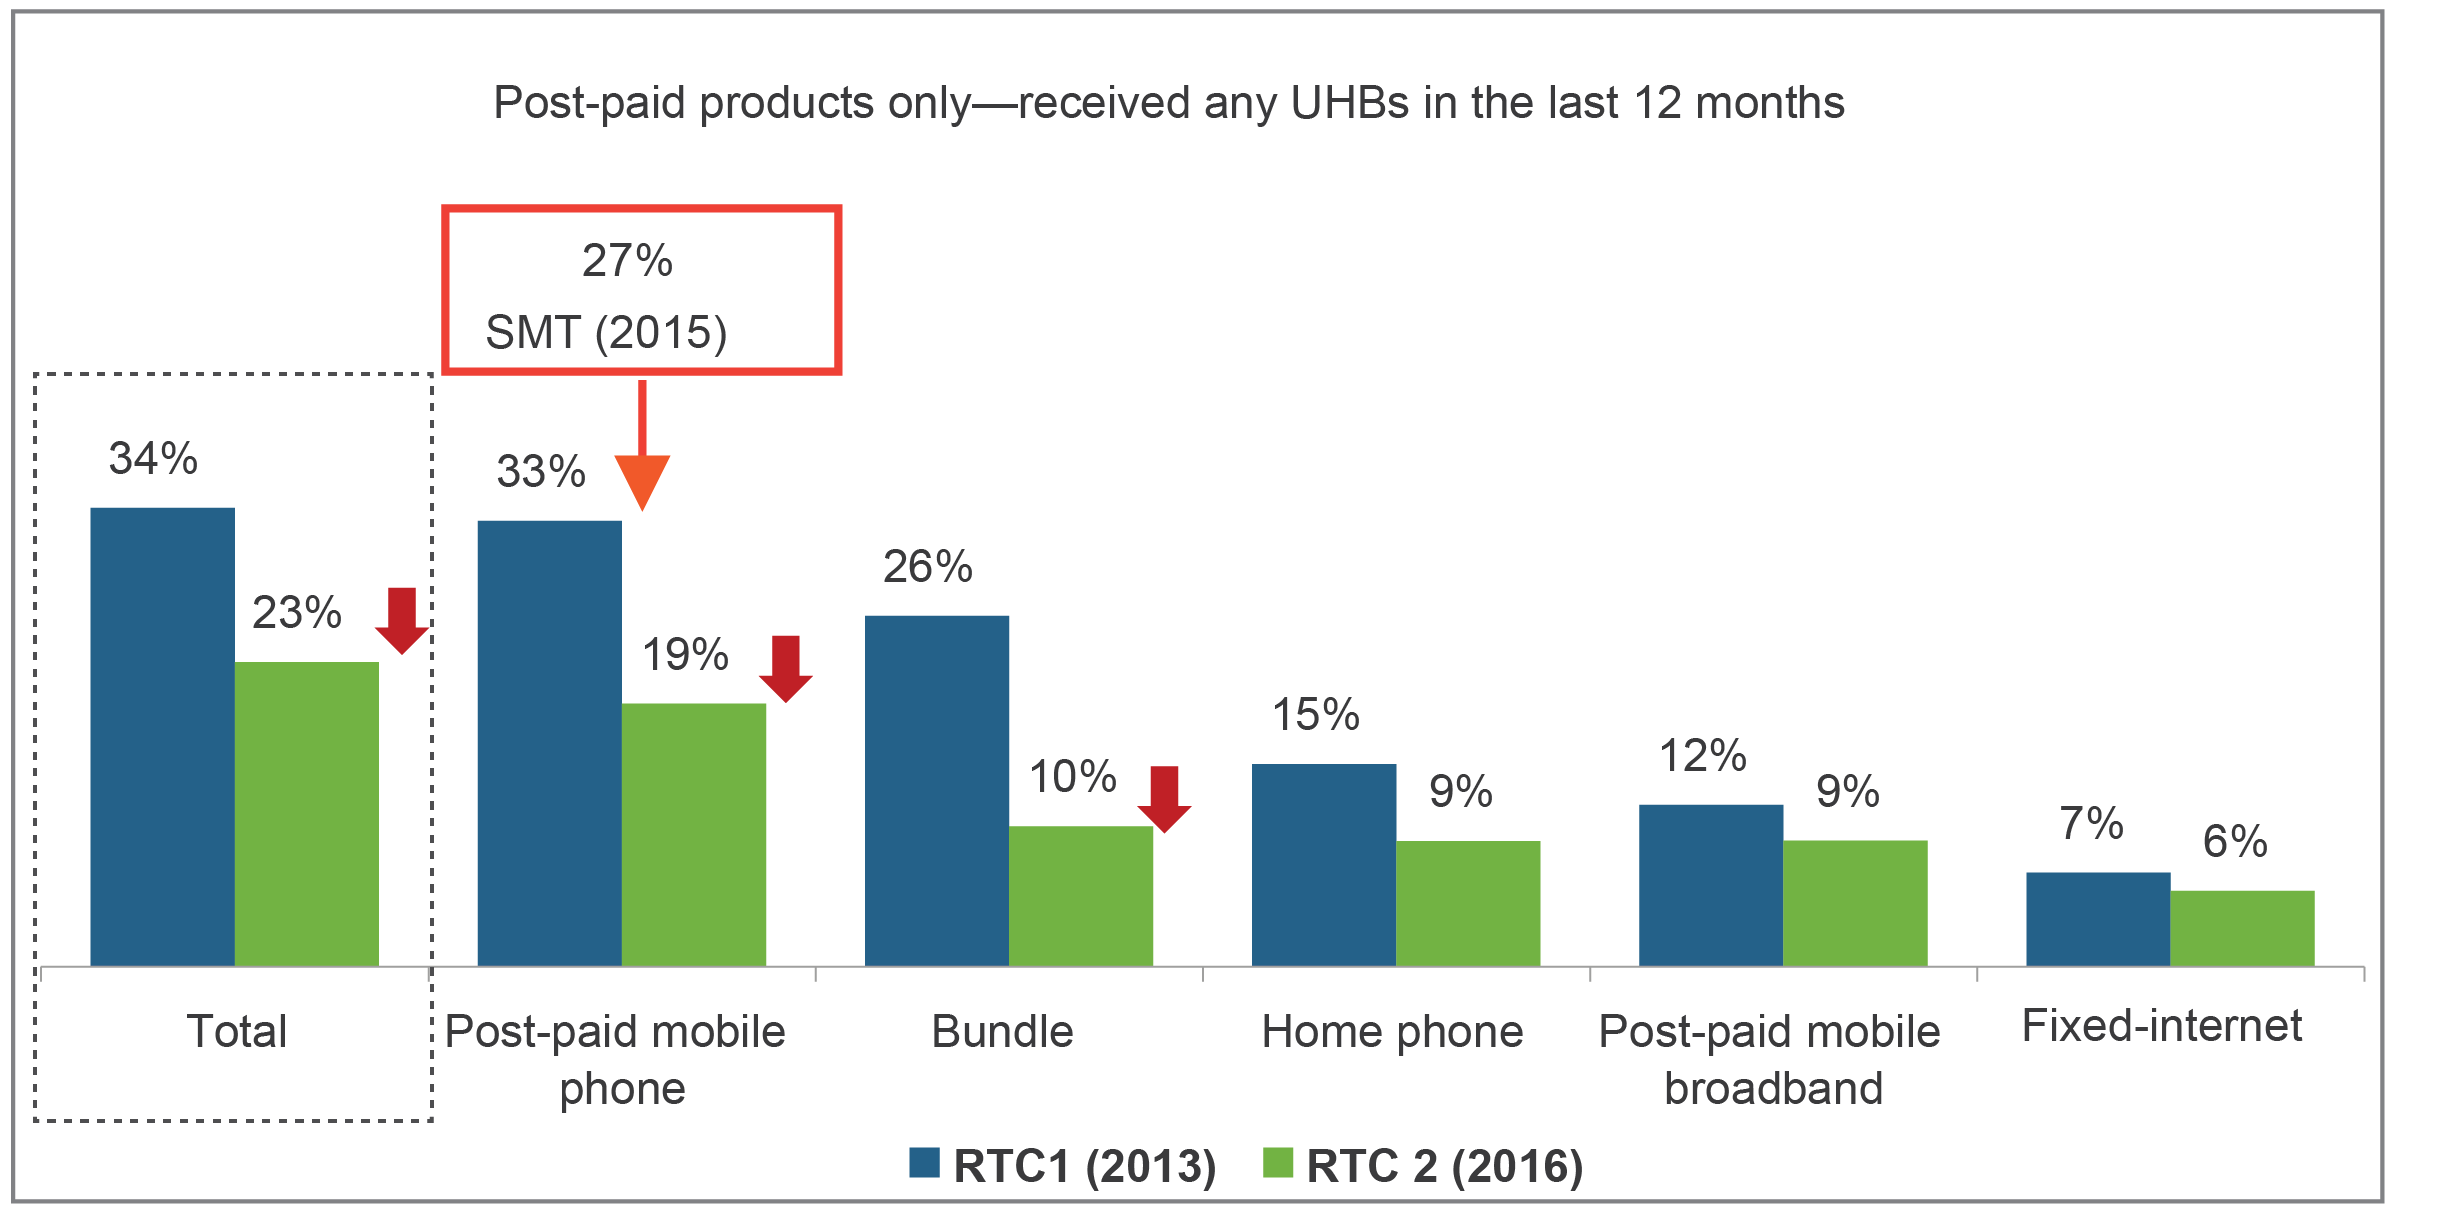 Post-paid products only—received any UHBs in the last 12 months
27%
SMT (2015)
34%
23%
33%
19%
26%
10%
15%
9%
12%
9%
7%
6%
Total
Post-paid mobile
phone
Bundle
Home phone
Post-paid mobile
broadband
Fixed-internet
RTC1 (2013)
RTC 2 (2016)